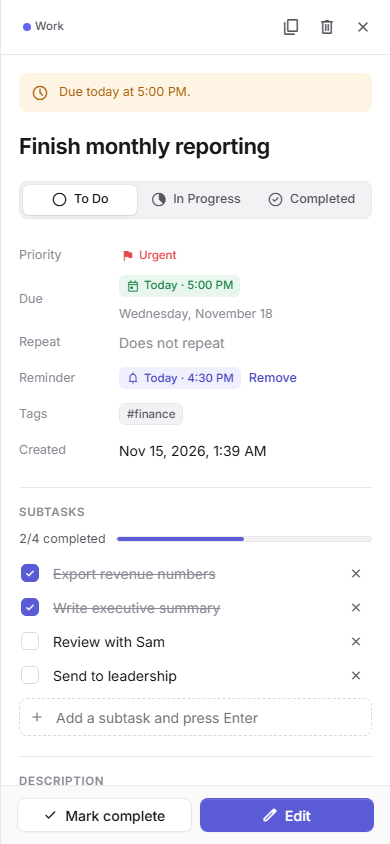 Work
Due today at 5:00 PM.
Finish monthly reporting
To Do In Progress Completed
Priority Urgent
Due Today · 5:00 PM
Wednesday, November 18
Repeat Does not repeat
Reminder Today · 4:30 PM Remove
Tags #finance
Created Nov 15, 2026, 1:39 AM
SUBTASKS
2/4 completed
Export revenue numbers
Write executive summary
Review with Sam
Send to leadership
Add a subtask and press Enter
DESCRIPTION
Mark complete Edit